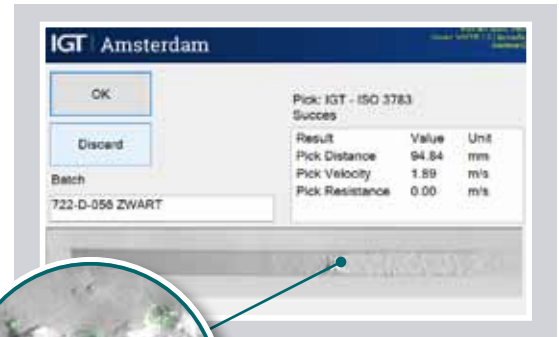 IGT Amsterdam
OK
Discard
Batch
722-D-056 ZWART
Pick: IGT - ISO 3783
Succes
Result Value Unit
Pick Distance 94.84 mm
Pick Velocity 1.89 m/s
Pick Resistance 0.00 m/s